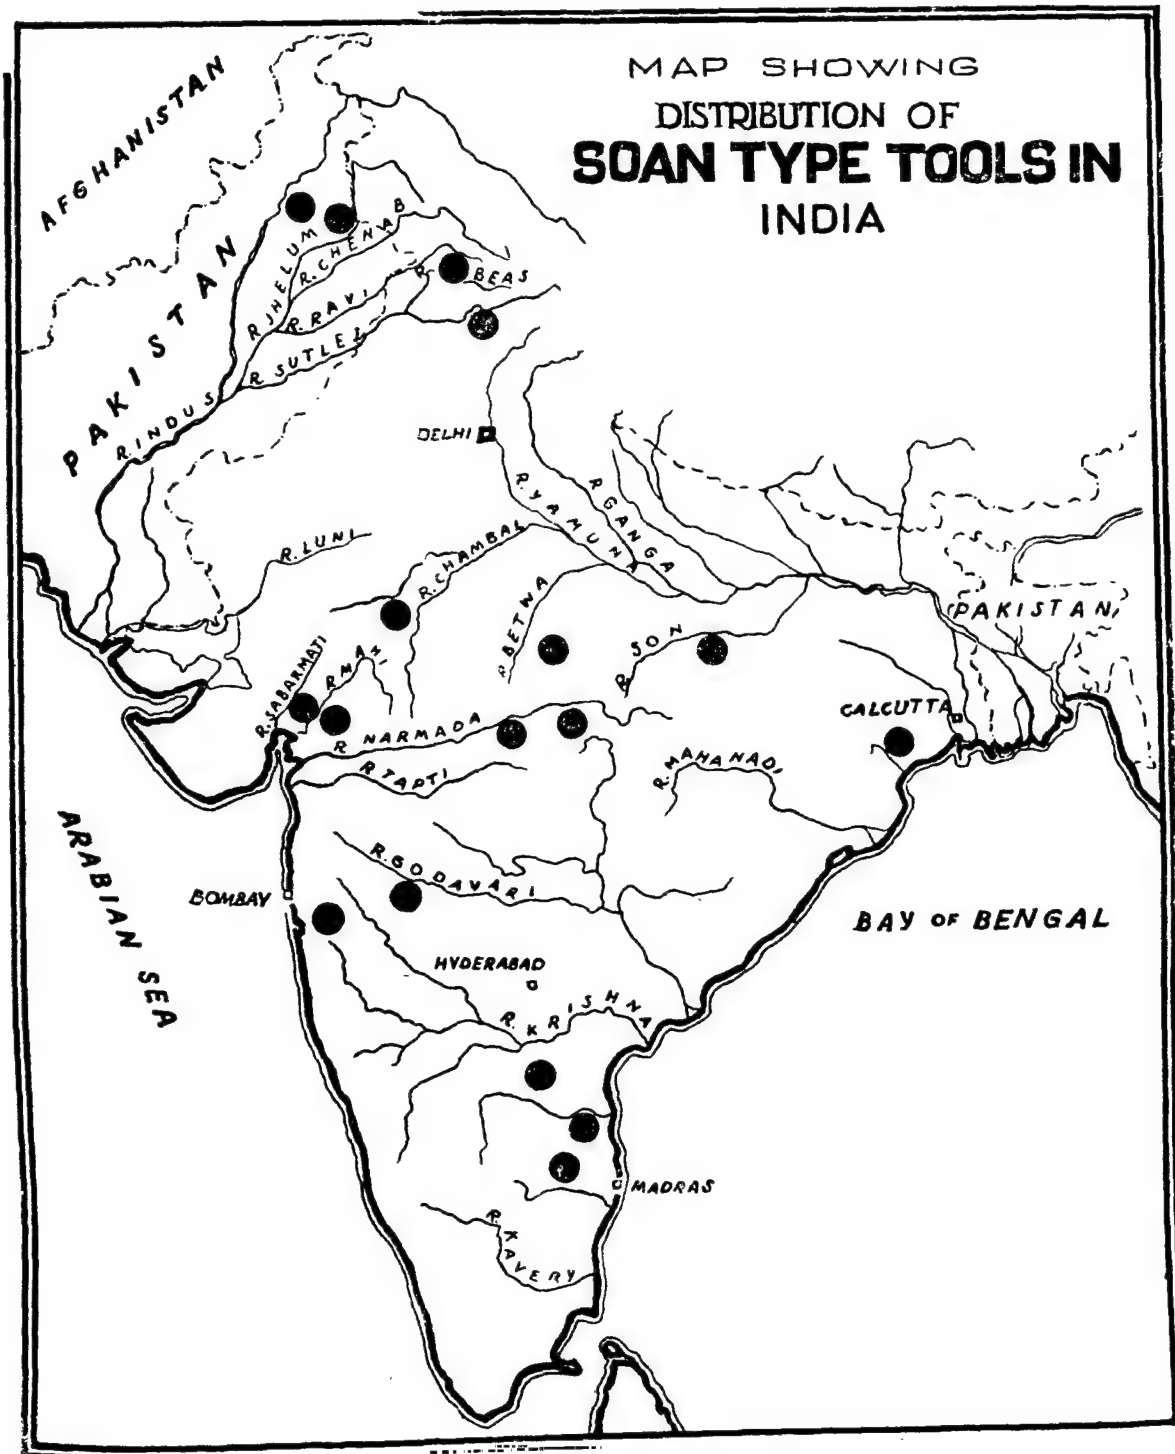 MAP SHOWING
DISTRIBUTION OF
SOAN TYPE TOOLS IN
INDIA
AFGHANISTAN
PAKISTAN
R. JHELUM
R. CHENAB
R. RAVI
R. BEAS
R. SUTLEJ
R. INDUS
DELHI
R. YAMUNA
R GANGA
R. LUNI
R. CHAMBAL
R BETWA
R SON
PAKISTAN
R. SABARMATI
R MAHI
CALCUTTA
R NARMADA
R TAPTI
R. MAHANADI
ARABIAN SEA
R. GODAVARI
BOMBAY
BAY OF BENGAL
HYDERABAD
R. KRISHNA
MADRAS
R. KAVERY